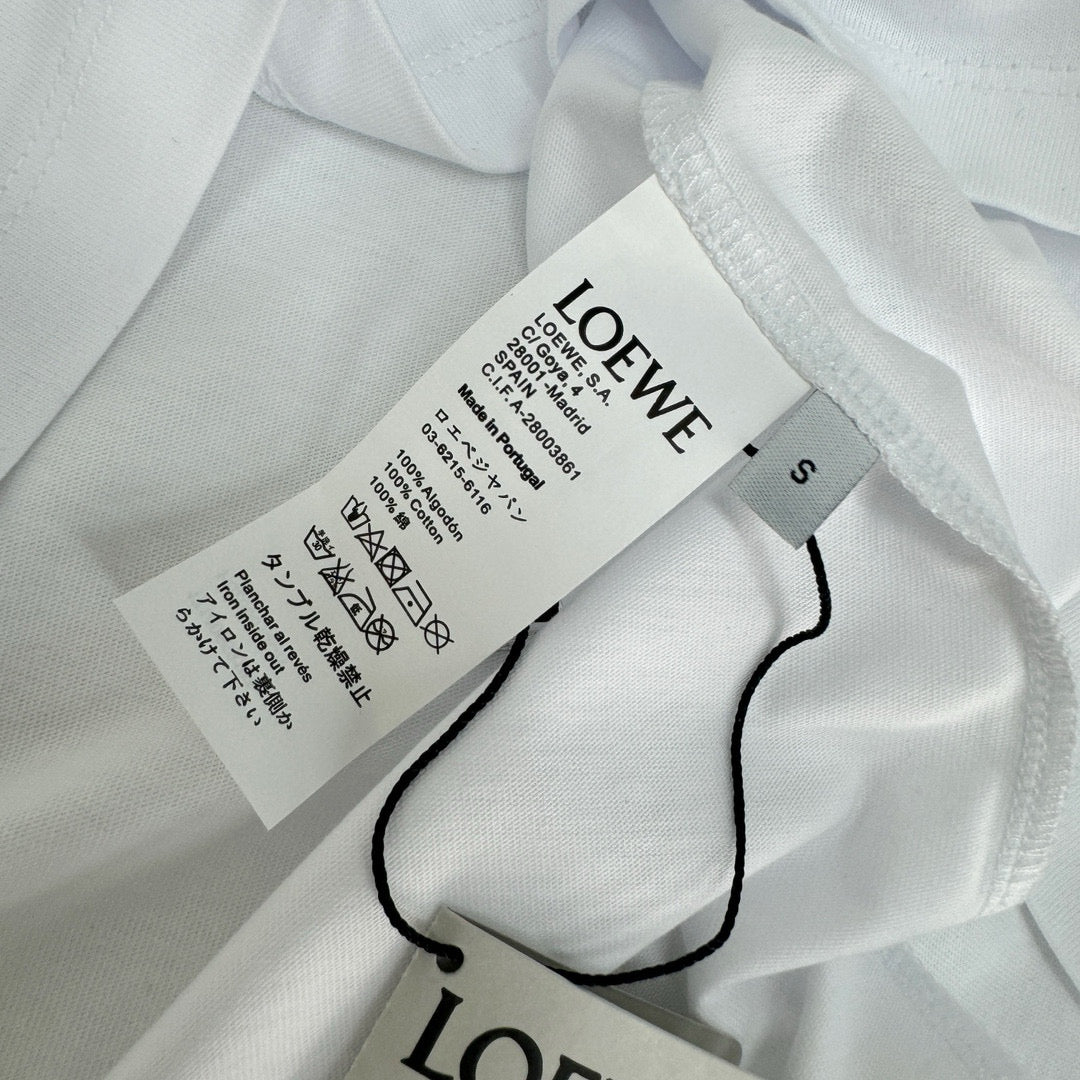 LOEWE
LOEWE, S.A.
C/Goya, 4
28001-Madrid
SPAIN
C.I.F. A-28003861
Made in Portugal
ロエベジャパン
03-6215-6116
100% Algodón
100% Cotton
100% 綿
30
低
タンブル乾燥禁止
Planchar al revés
Iron inside out
アイロンは裏側か
らかけて下さい
S
LOE